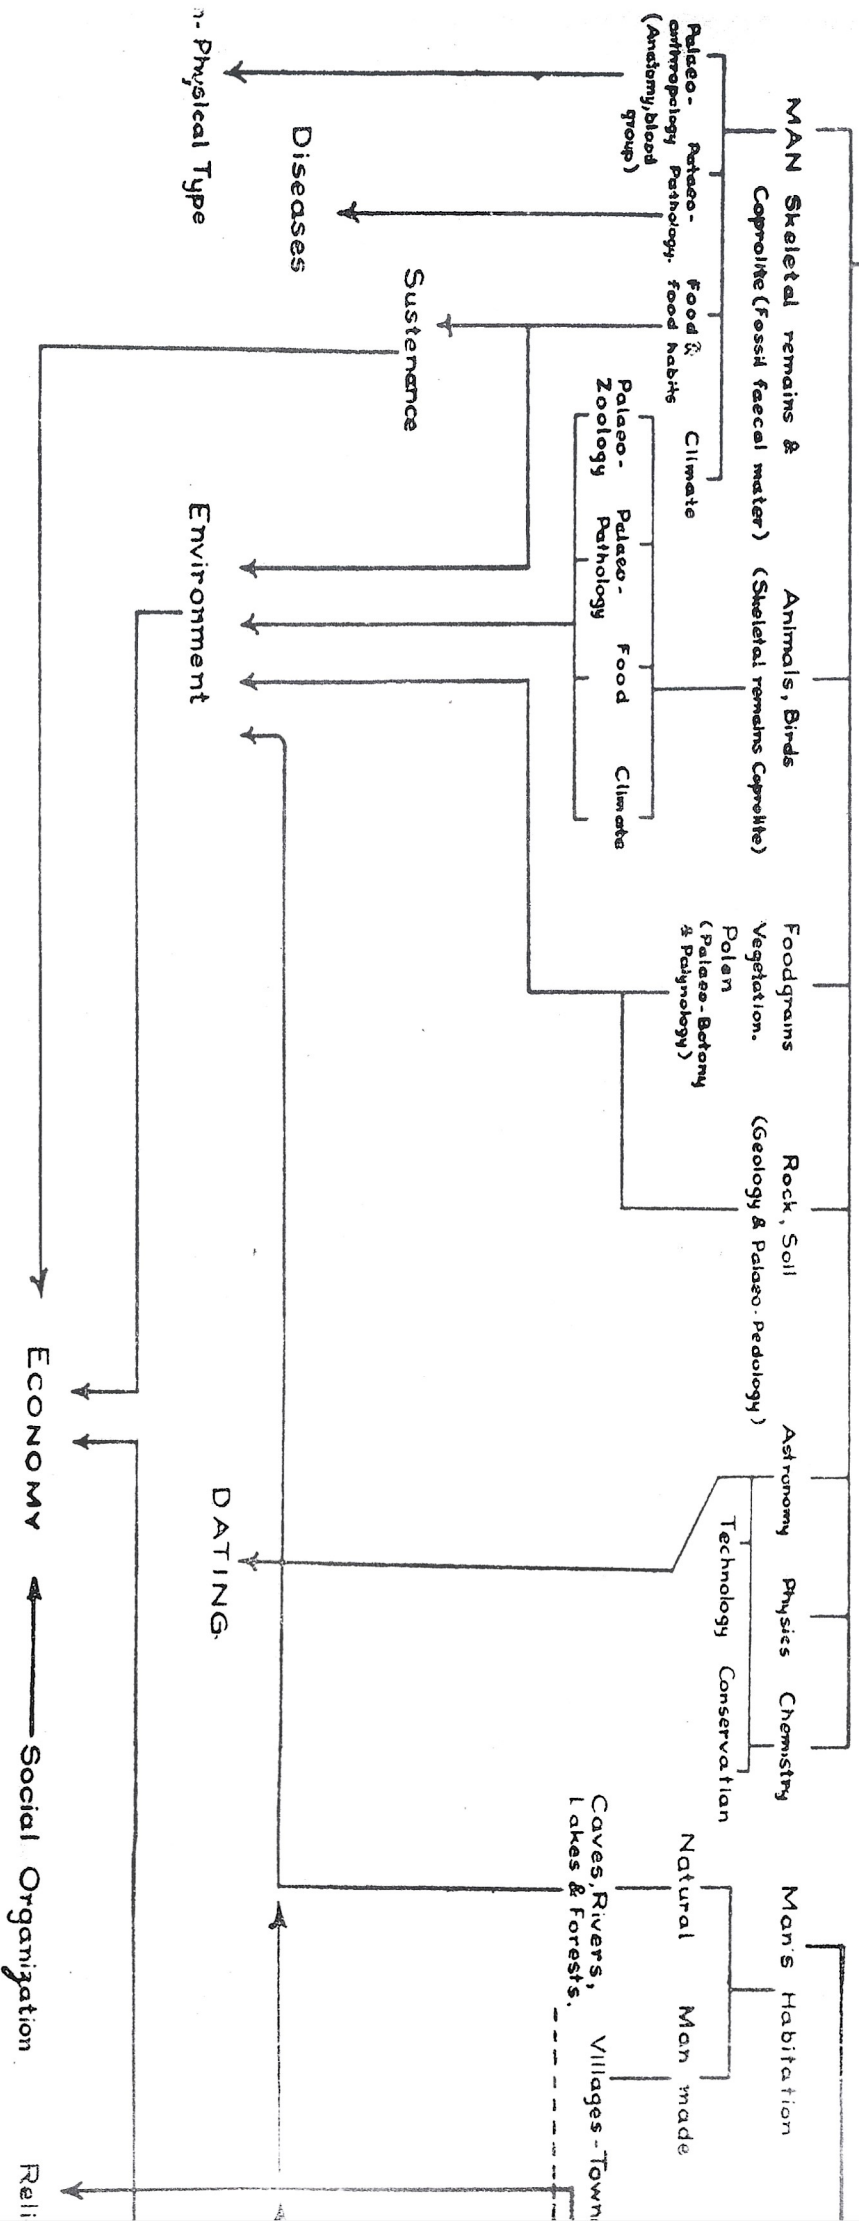 MAN Skeletal remains &
Coprolite (Fossil faecal mater)
Animals, Birds
(Skeletal remains Coprolite)
Foodgrains
Vegetation.
Polen
(Palaeo-Botony
& Palynology)
Rock, Soil
(Geology & Palaeo-Pedology)
Astronomy Physics Chemistry
Technology Conservation
Man's Habitation
Natural Man made
Caves, Rivers,
Lakes & Forests.
Villages - Town
Palaeo-
anthropology
(Anatomy, blood
group)
Palaeo-
Pathology.
Food &
food habits
Climate
Palaeo-
Zoology
Palaeo-
Pathology
Food
Climate
Physical Type
Diseases
Sustenance
Environment
DATING
ECONOMY
Social Organization